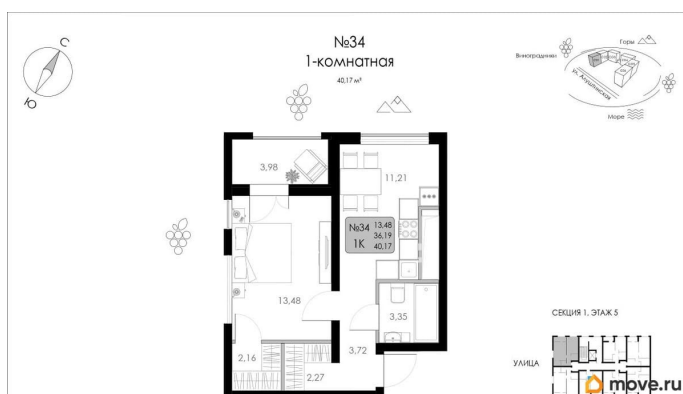 С
Ю
№34
1-комнатная
40,17 м²
Горы
Виноградники
ул. Алуштинская
Море
3,98
11,21
№34 13,48
36,19
1К 40,17
13,48
3,35
2,16
2,27
3,72
СЕКЦИЯ 1, ЭТАЖ 5
УЛИЦА
move.ru